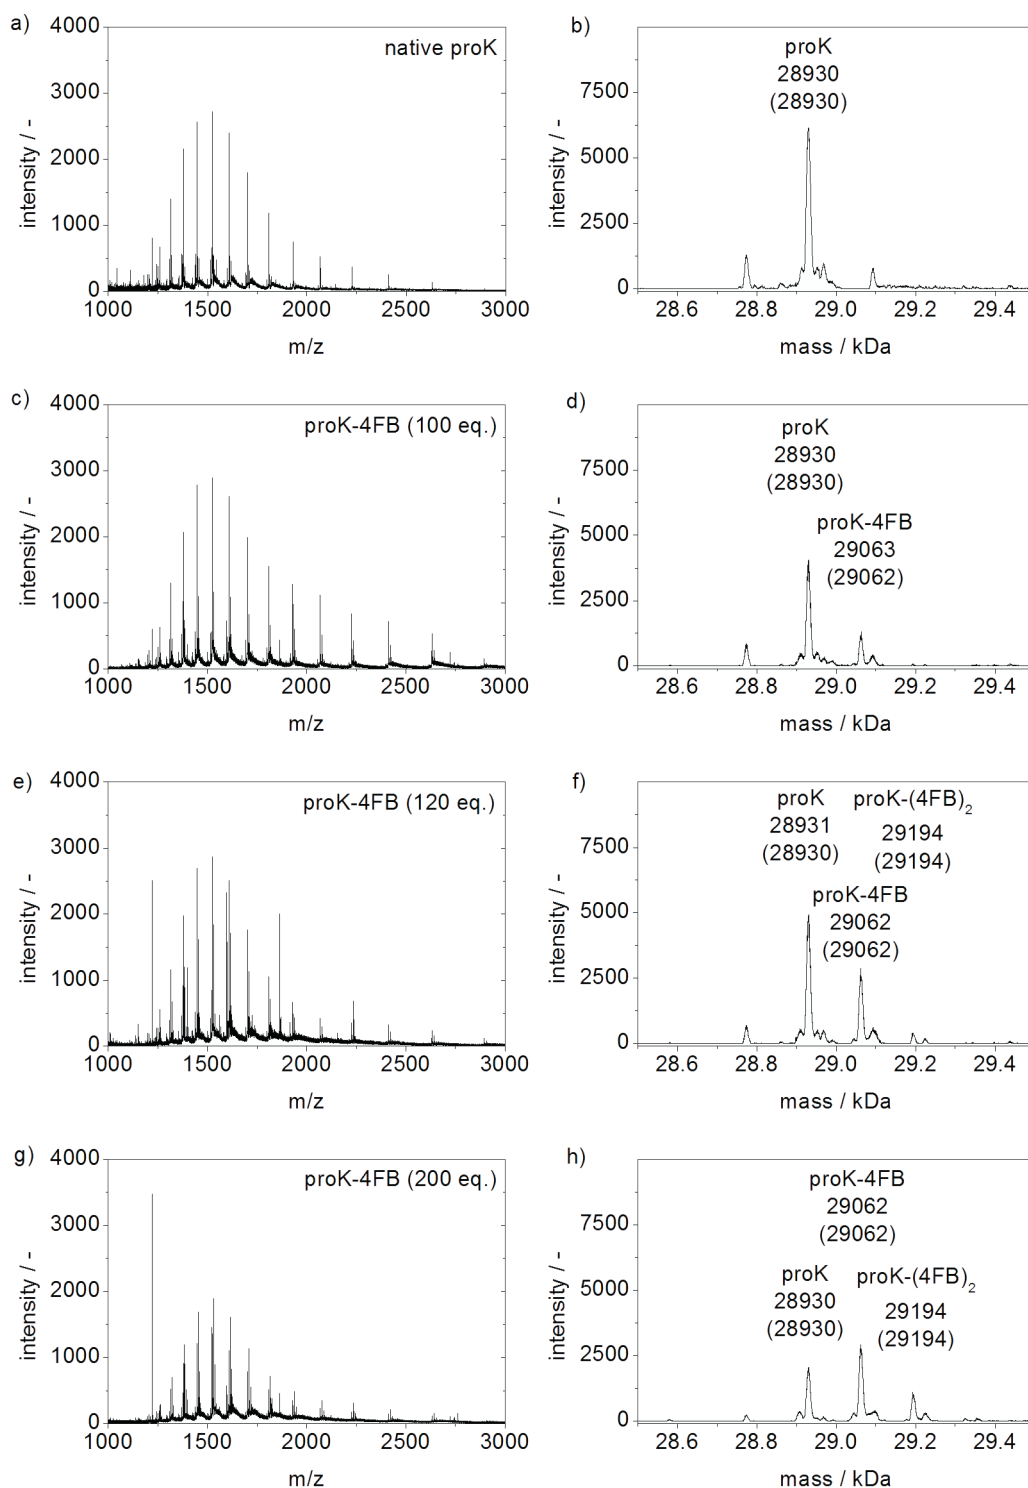 a)
native proK
4000
3000
2000
1000
0
intensity / -
1000
1500
2000
2500
3000
m/z
b)
proK
28930
(28930)
7500
5000
2500
0
intensity / -
28.6
28.8
29.0
29.2
29.4
mass / kDa
c)
proK-4FB (100 eq.)
4000
3000
2000
1000
0
intensity / -
1000
1500
2000
2500
3000
m/z
d)
proK
28930
(28930)
proK-4FB
29063
(29062)
7500
5000
2500
0
intensity / -
28.6
28.8
29.0
29.2
29.4
mass / kDa
e)
proK-4FB (120 eq.)
4000
3000
2000
1000
0
intensity / -
1000
1500
2000
2500
3000
m/z
f)
proK
28931
(28930)
proK-(4FB)2
29194
(29194)
proK-4FB
29062
(29062)
7500
5000
2500
0
intensity / -
28.6
28.8
29.0
29.2
29.4
mass / kDa
g)
proK-4FB (200 eq.)
4000
3000
2000
1000
0
intensity / -
1000
1500
2000
2500
3000
m/z
h)
proK-4FB
29062
(29062)
proK
28930
(28930)
proK-(4FB)2
29194
(29194)
7500
5000
2500
0
intensity / -
28.6
28.8
29.0
29.2
29.4
mass / kDa